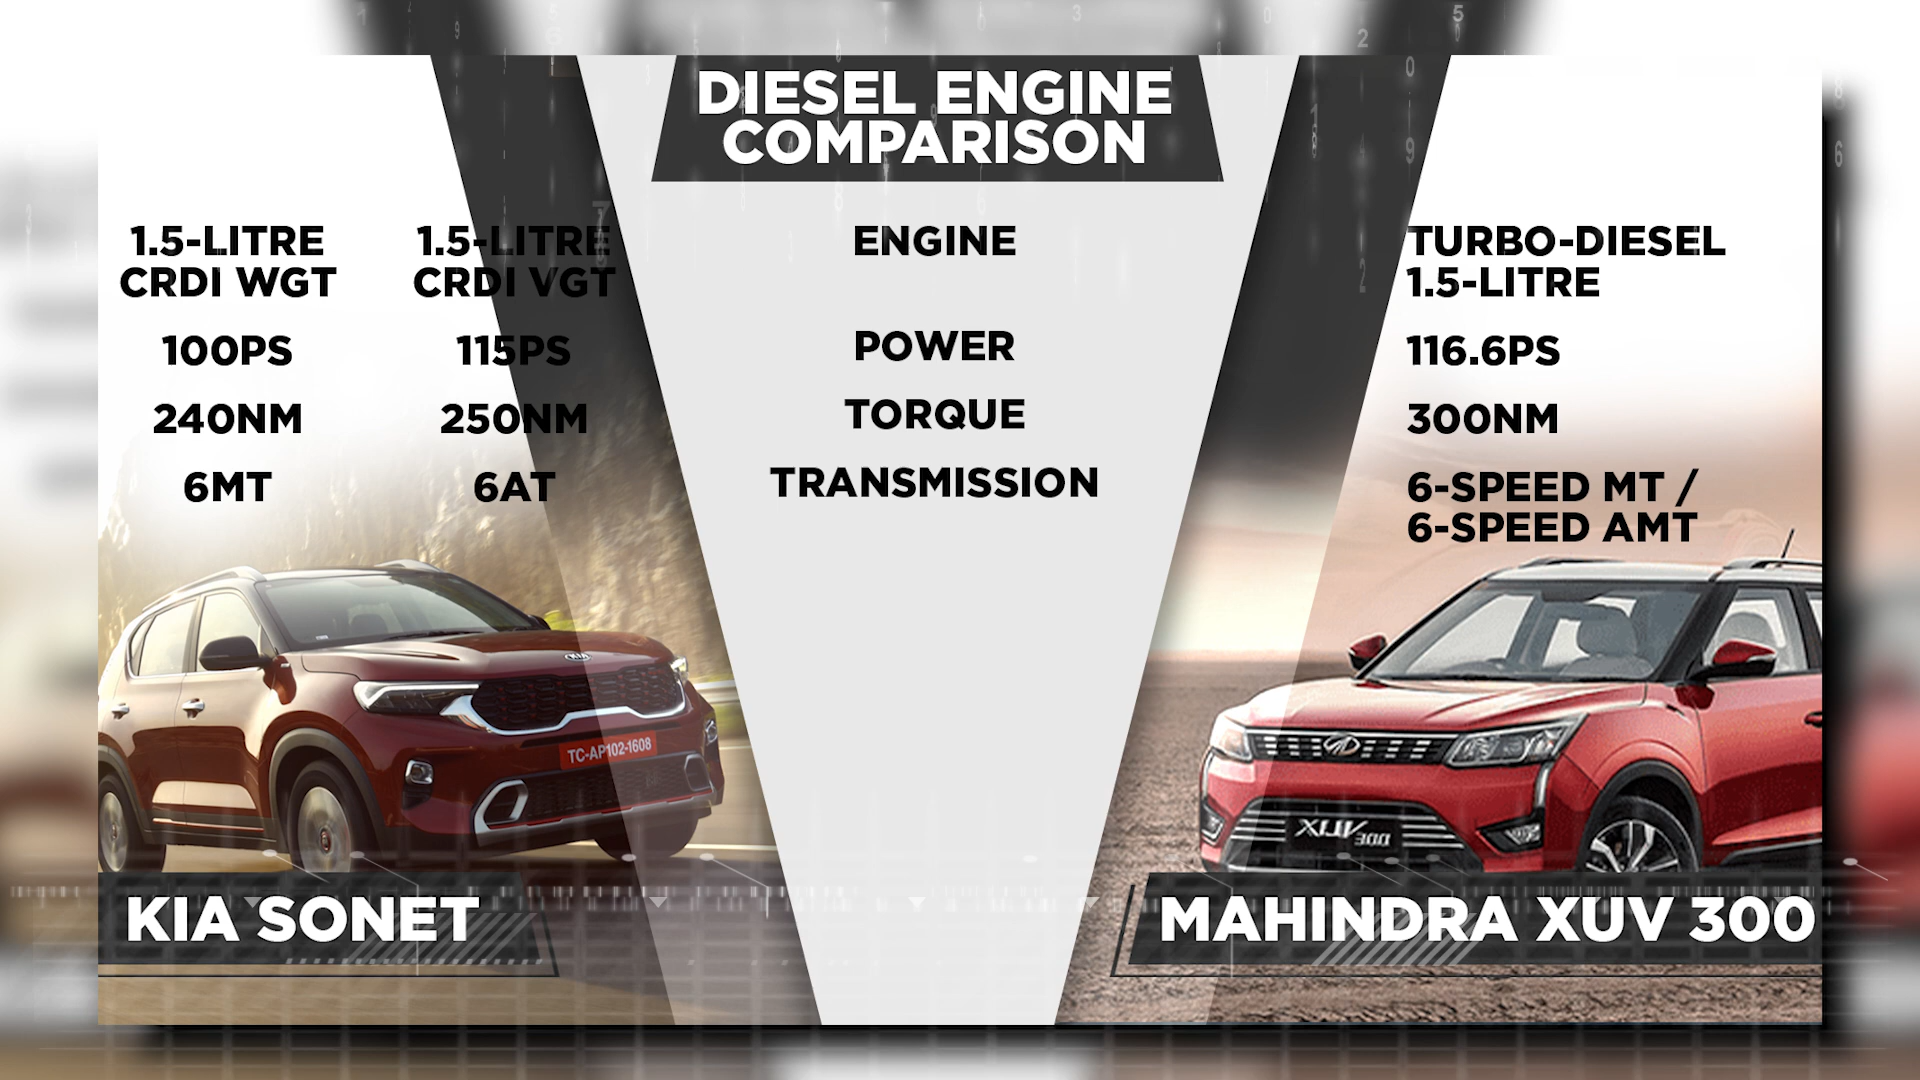 DIESEL ENGINE
COMPARISON
1.5-LITRE
CRDI WGT
1.5-LITRE
CRDI VGT
ENGINE
TURBO-DIESEL
1.5-LITRE
100PS
115PS
POWER
116.6PS
240NM
250NM
TORQUE
300NM
6MT
6AT
TRANSMISSION
6-SPEED MT /
6-SPEED AMT
KIA
TC-AP102-1608
XUV300
KIA SONET
MAHINDRA XUV 300